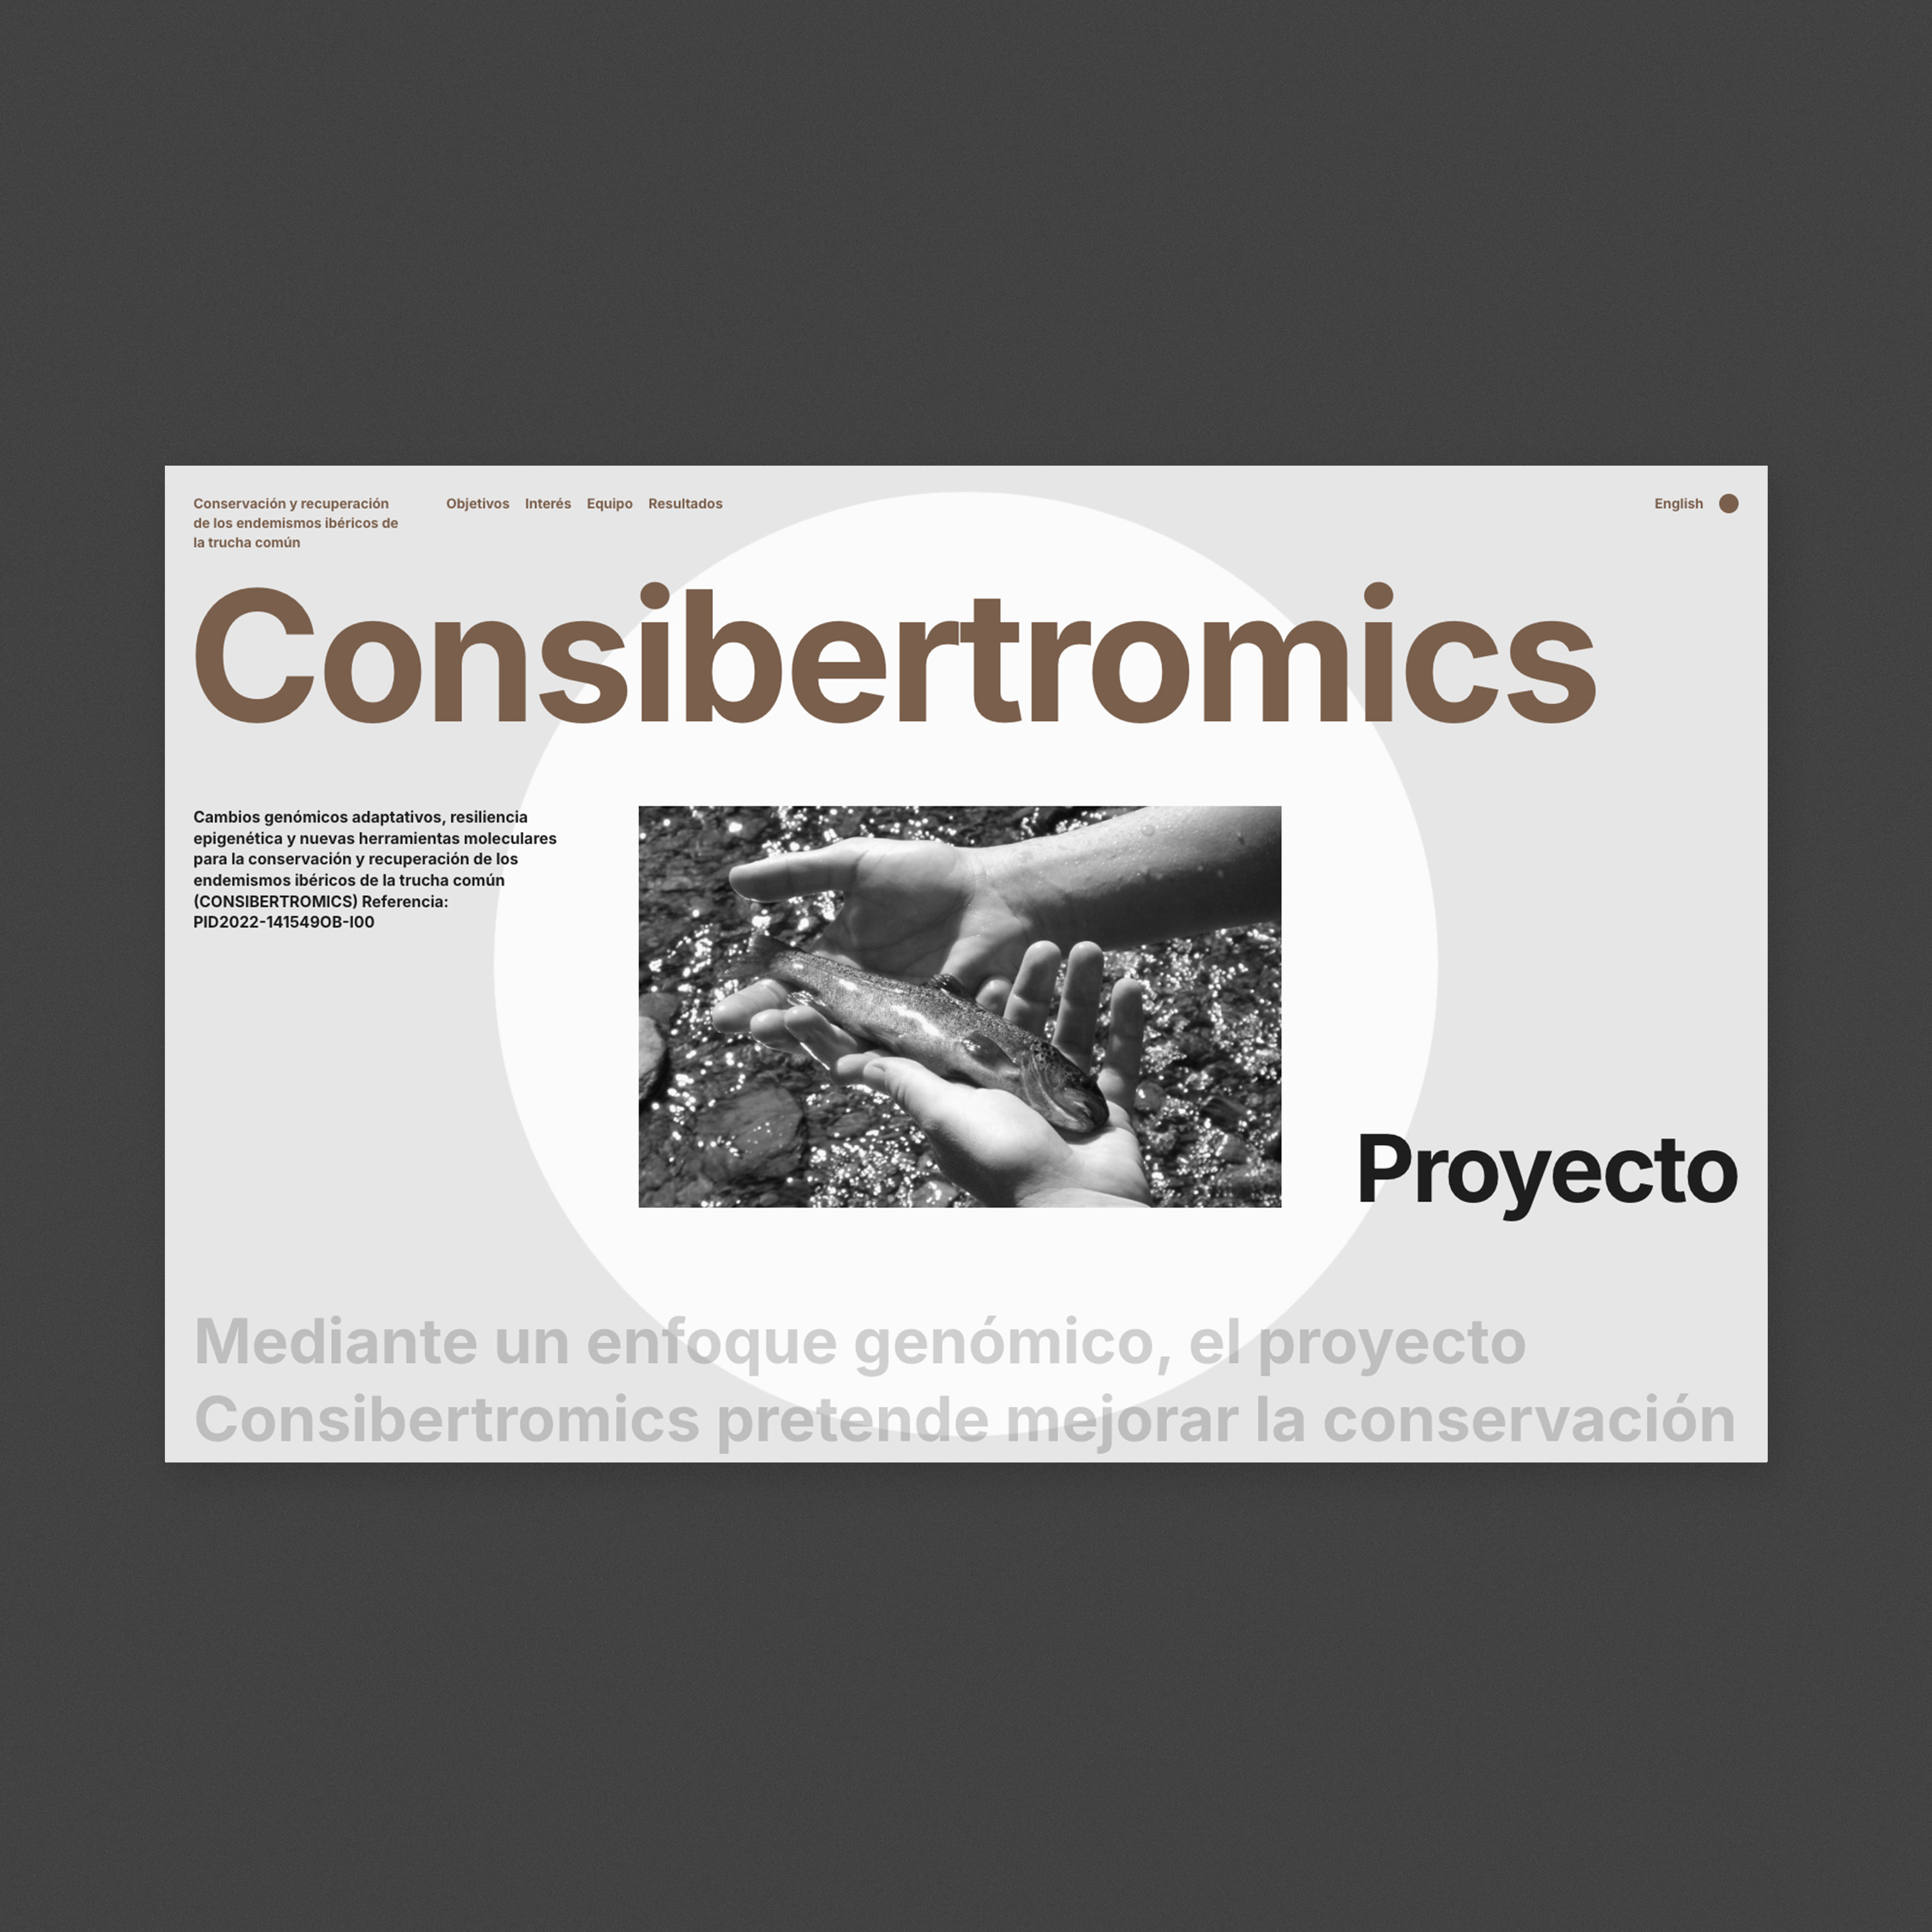 Conservación y recuperación
de los endemismos ibéricos de
la trucha común
Objetivos Interés Equipo Resultados
English
Consibertromics
Cambios genómicos adaptativos, resiliencia
epigenética y nuevas herramientas moleculares
para la conservación y recuperación de los
endemismos ibéricos de la trucha común
(CONSIBERTROMICS) Referencia:
PID2022-141549OB-I00
Proyecto
Mediante un enfoque genómico, el proyecto
Consibertromics pretende mejorar la conservación